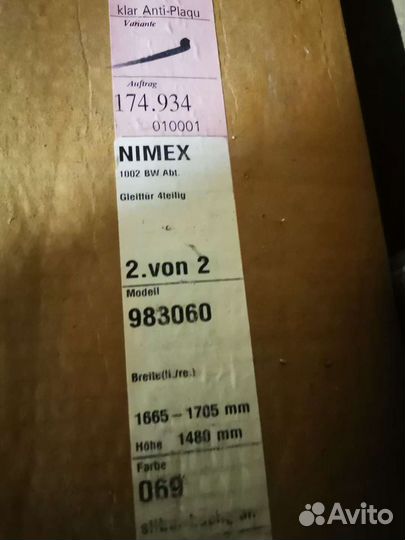 klar Anti-Plaqu
Variante
Auftrag
174.934
010001
NIMEX
1002 BW Abt.
Gleittür 4teilig
2.von 2
Modell
983060
Breite(li./re.)
1665-1705 mm
Höhe 1480 mm
Farbe
069
Avito